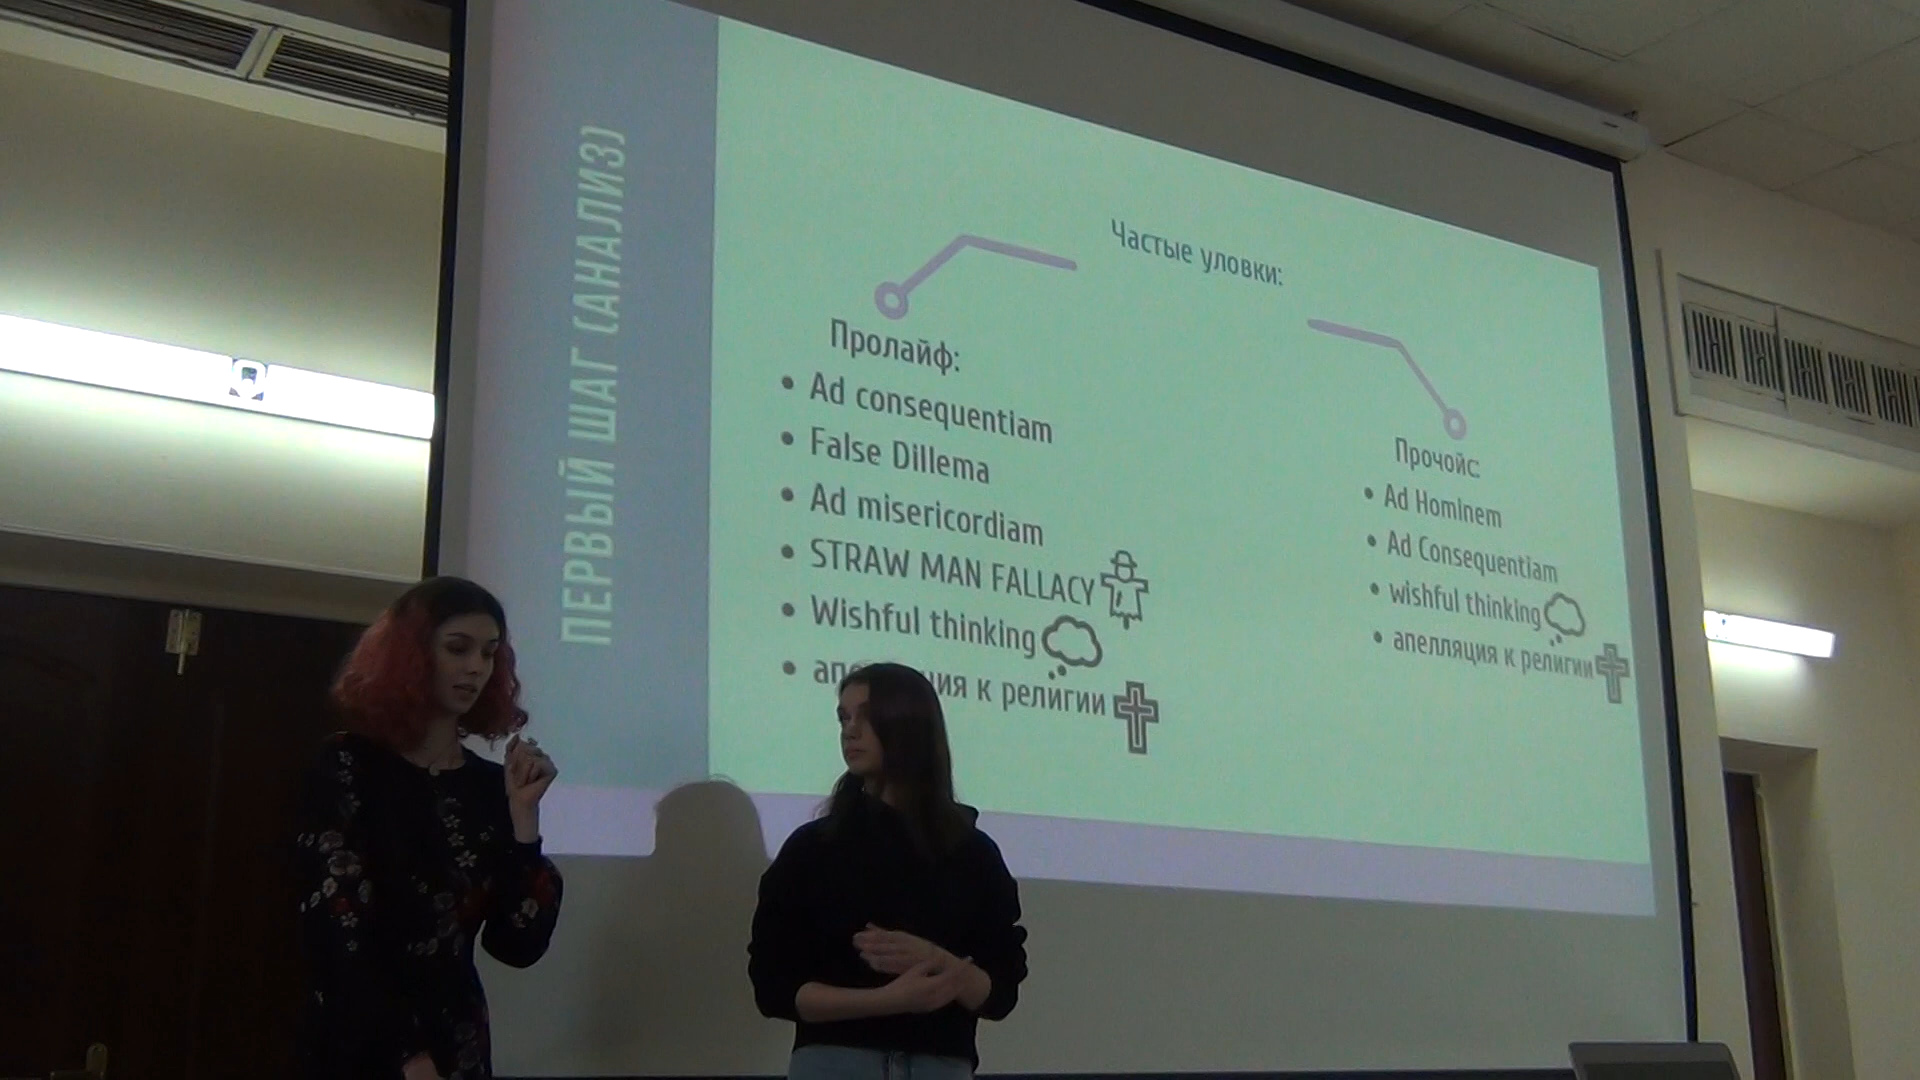 ПЕРВЫЙ ШАГ (АНАЛИЗ)
Частые уловки:
Пролайф:
Ad consequentiam
False Dillema
Ad misericordiam
STRAW MAN FALLACY
Wishful thinking
к религии
Прочойс:
Ad Hominem
Ad Consequentiam
wishful thinking
апелляция к религии